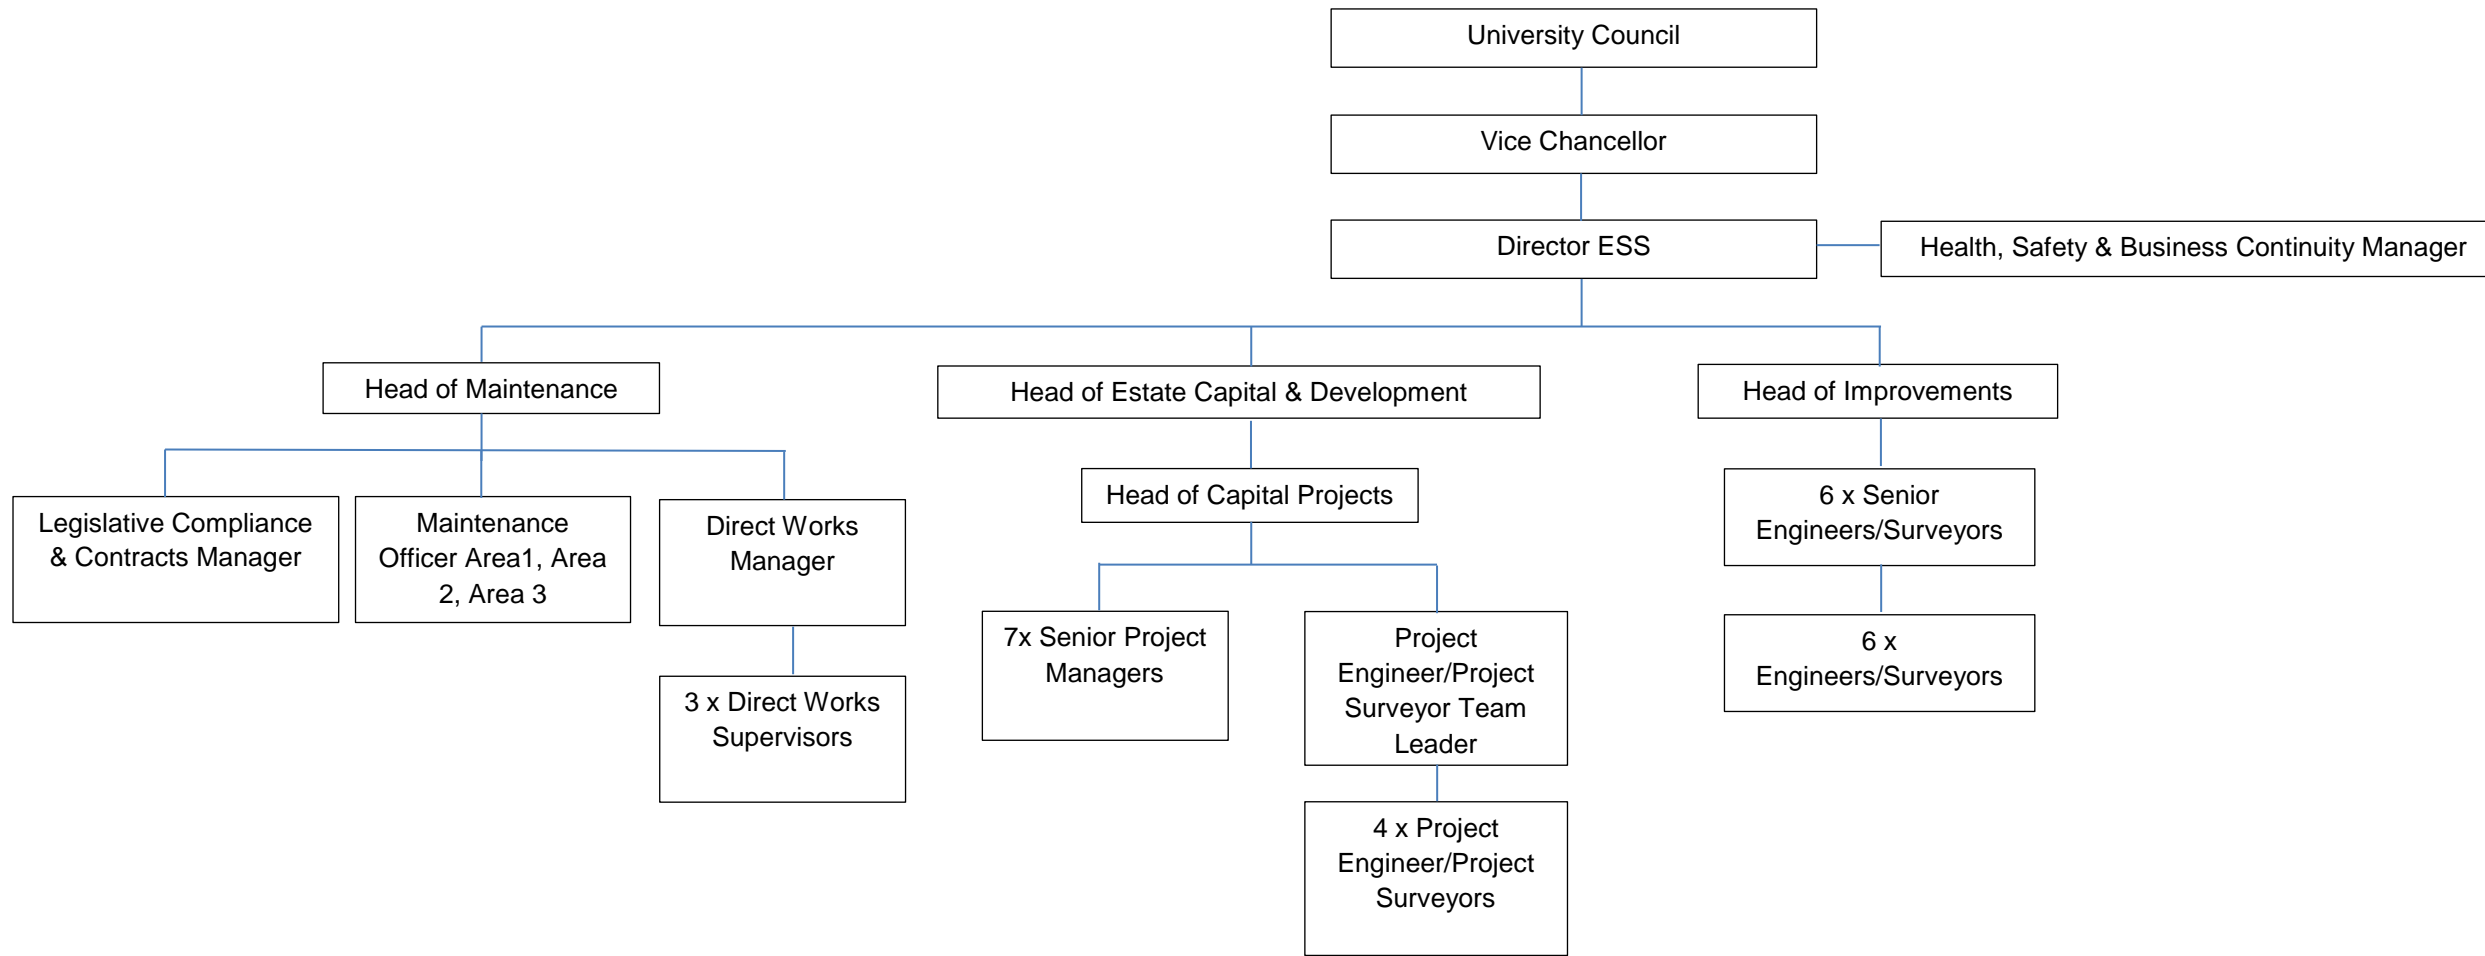 University Council
Vice Chancellor
Director ESS
Health, Safety & Business Continuity Manager
Head of Maintenance
Head of Estate Capital & Development
Head of Improvements
Legislative Compliance
& Contracts Manager
Maintenance
Officer Area1, Area
2, Area 3
Direct Works
Manager
3 x Direct Works
Supervisors
Head of Capital Projects
7x Senior Project
Managers
Project
Engineer/Project
Surveyor Team
Leader
4 x Project
Engineer/Project
Surveyors
6 x Senior
Engineers/Surveyors
6 x
Engineers/Surveyors